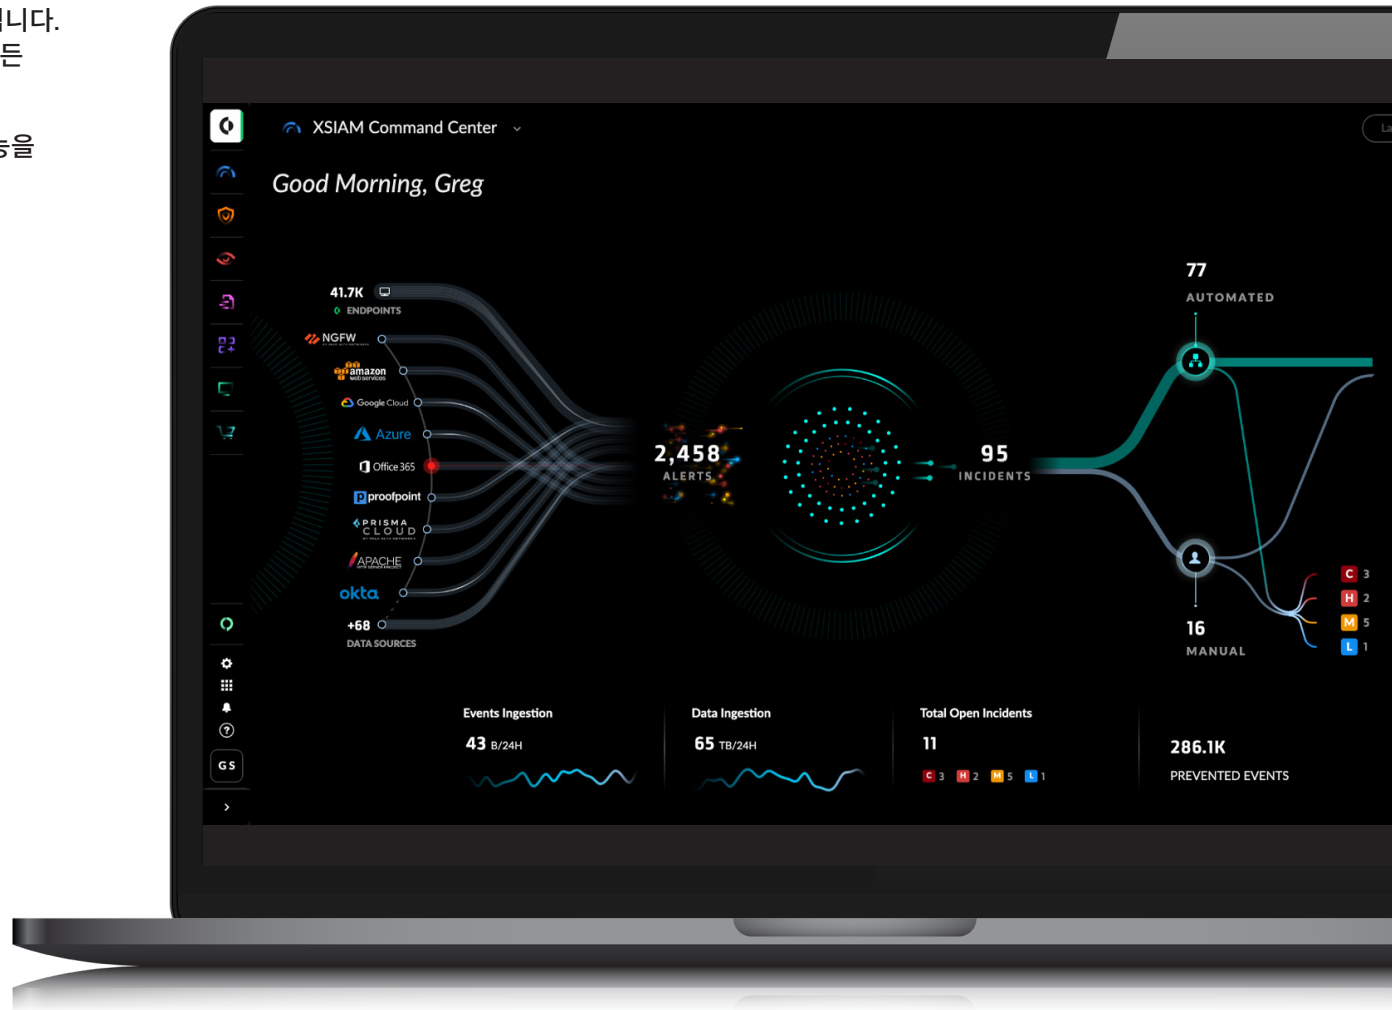 니다.
든
을
XSIAM Command Center
La
Good Morning, Greg
41.7K
ENDPOINTS
NGFW
amazon
web services
Google Cloud
Azure
Office 365
proofpoint
PRISMA
CLOUD
APACHE
okta
+68
DATA SOURCES
2,458
ALERTS
95
INCIDENTS
77
AUTOMATED
16
MANUAL
C 3
H 2
M 5
L 1
GS
Events Ingestion
43 B/24H
Data Ingestion
65 TB/24H
Total Open Incidents
11
C 3 H 2 M 5 L 1
286.1K
PREVENTED EVENTS